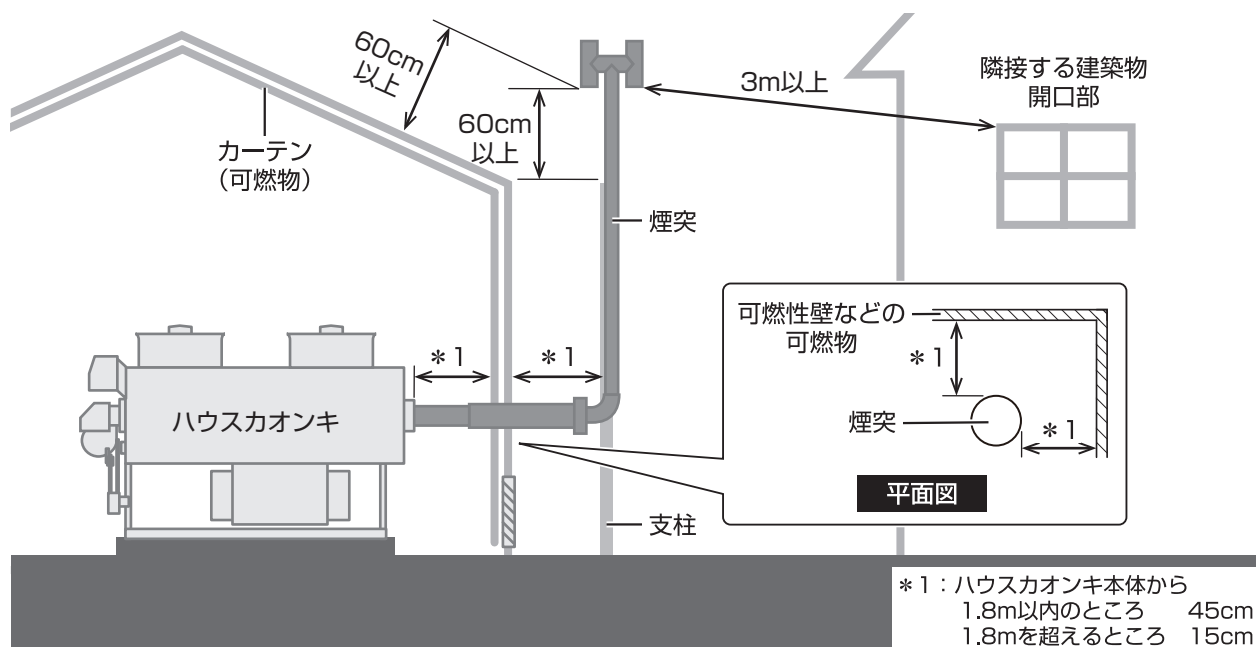 60cm
以上
60cm
以上
3m以上
隣接する建築物
開口部
カーテン
(可燃物)
煙突
可燃性壁などの
可燃物
*1
*1
*1
ハウスカオンキ
煙突
*1
平面図
支柱
*1:ハウスカオンキ本体から
1.8m以内のところ 45cm
1.8mを超えるところ 15cm